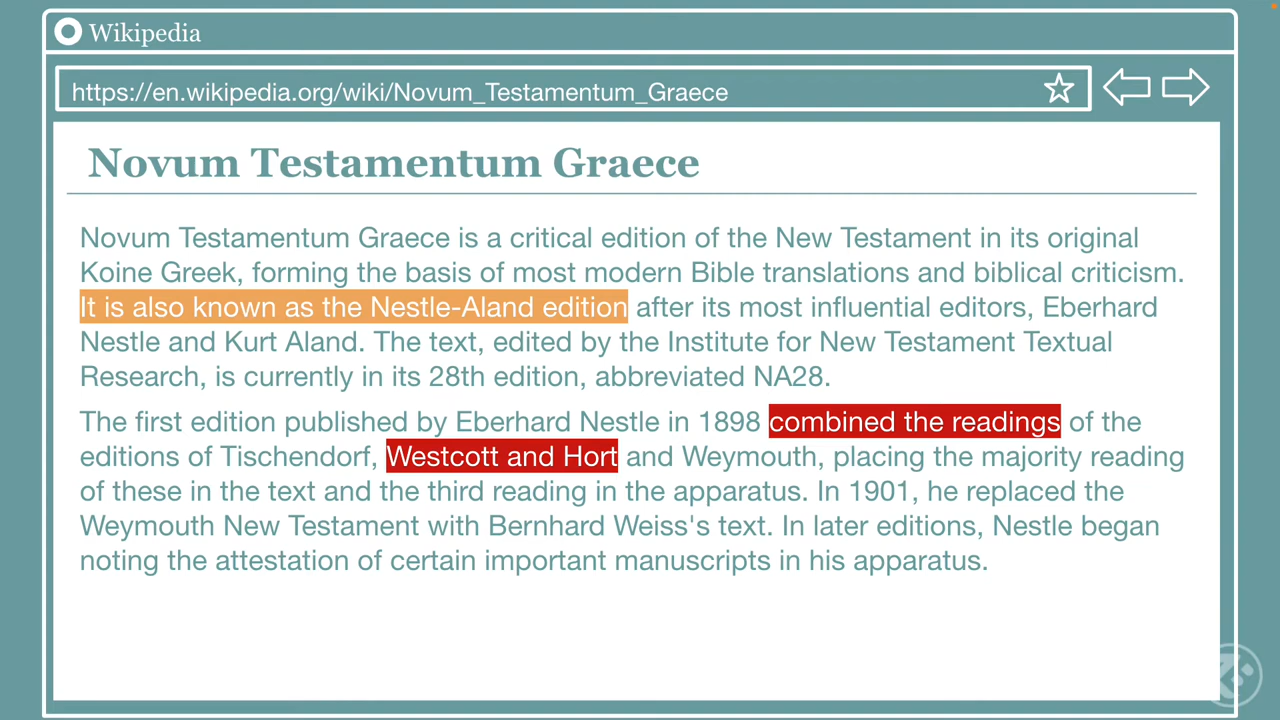 Wikipedia
https://en.wikipedia.org/wiki/Novum_Testamentum_Graece
Novum Testamentum Graece
Novum Testamentum Graece is a critical edition of the New Testament in its original
Koine Greek, forming the basis of most modern Bible translations and biblical criticism.
It is also known as the Nestle-Aland edition after its most influential editors, Eberhard
Nestle and Kurt Aland. The text, edited by the Institute for New Testament Textual
Research, is currently in its 28th edition, abbreviated NA28.
The first edition published by Eberhard Nestle in 1898 combined the readings of the
editions of Tischendorf, Westcott and Hort and Weymouth, placing the majority reading
of these in the text and the third reading in the apparatus. In 1901, he replaced the
Weymouth New Testament with Bernhard Weiss's text. In later editions, Nestle began
noting the attestation of certain important manuscripts in his apparatus.